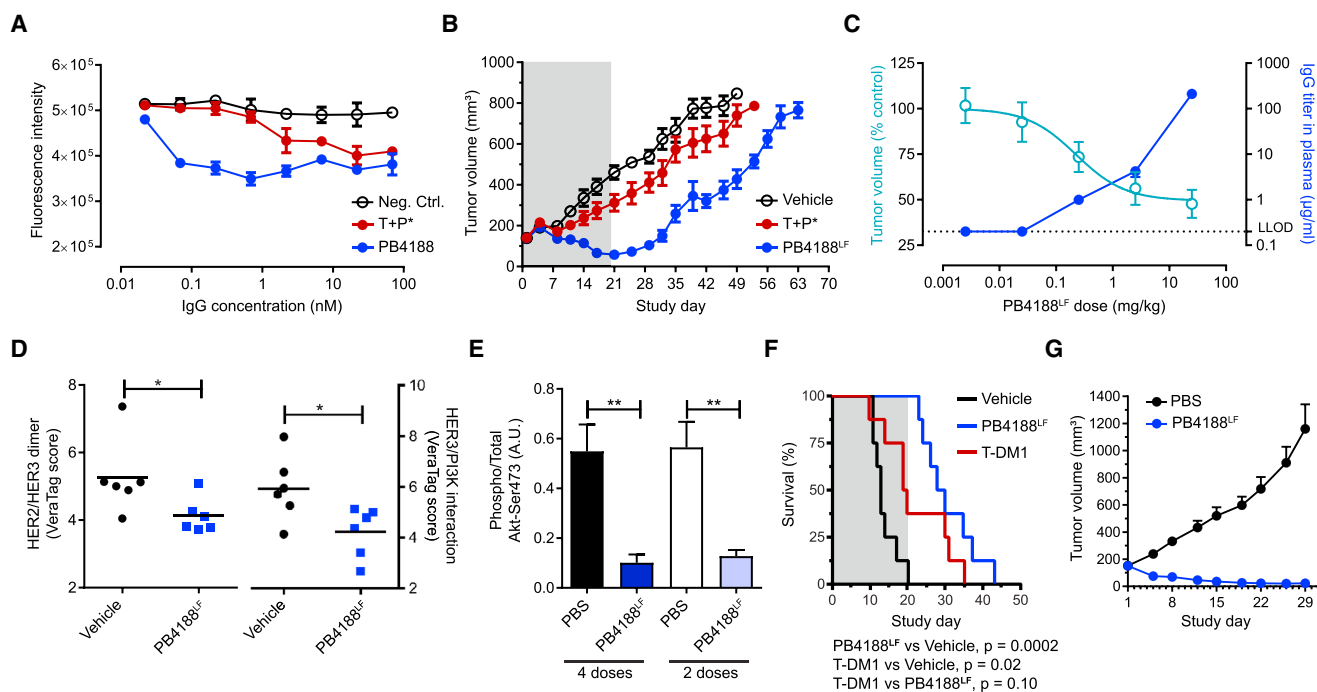 A
Fluorescence intensity
6×10⁵
5×10⁵
4×10⁵
3×10⁵
2×10⁵
Neg. Ctrl.
T+P*
PB4188
0.01 0.1 1 10 100
IgG concentration (nM)
B
Tumor volume (mm³)
1000
800
600
400
200
0
Vehicle
T+P*
PB4188ᴸᶠ
0 7 14 21 28 35 42 49 56 63 70
Study day
C
Tumor volume (% control)
125
100
75
50
25
IgG titer in plasma (µg/ml)
1000
100
10
1
LLOD
0.1
0.001 0.01 0.1 1 10 100
PB4188ᴸᶠ dose (mg/kg)
D
HER2/HER3 dimer
(VeraTag score)
8
6
4
2
*
*
10
8
6
4
2
HER3/PI3K interaction
(VeraTag score)
Vehicle
PB4188ᴸᶠ
Vehicle
PB4188ᴸᶠ
E
Phospho/Total
Akt-Ser473 (A.U.)
0.8
0.6
0.4
0.2
0.0
**
**
PBS
PB4188ᴸᶠ
PBS
PB4188ᴸᶠ
4 doses
2 doses
F
Survival (%)
100
75
50
25
0
Vehicle
PB4188ᴸᶠ
T-DM1
0 10 20 30 40 50
Study day
PB4188ᴸᶠ vs Vehicle, p = 0.0002
T-DM1 vs Vehicle, p = 0.02
T-DM1 vs PB4188ᴸᶠ, p = 0.10
G
Tumor volume (mm³)
1400
1200
1000
800
600
400
200
0
PBS
PB4188ᴸᶠ
1 8 15 22 29
Study day